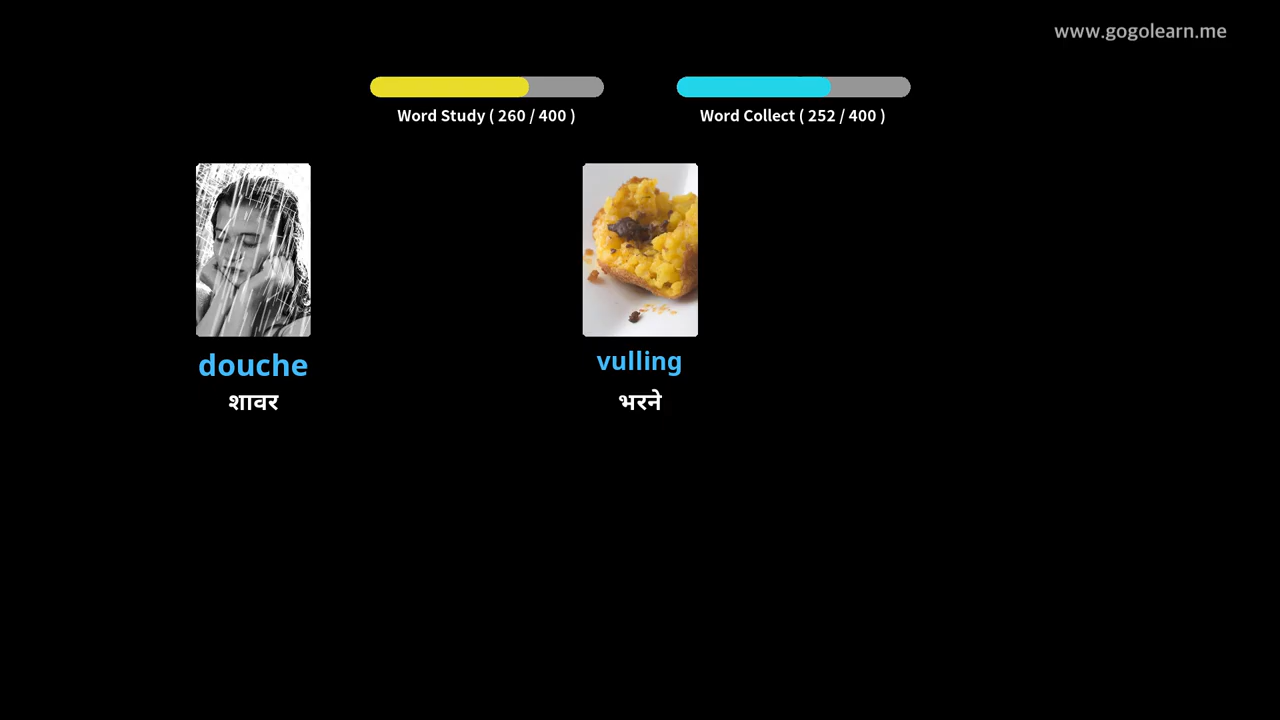 www.gogolearn.me
Word Study ( 260 / 400 )
Word Collect ( 252 / 400 )
douche
vulling
शावर
भरने